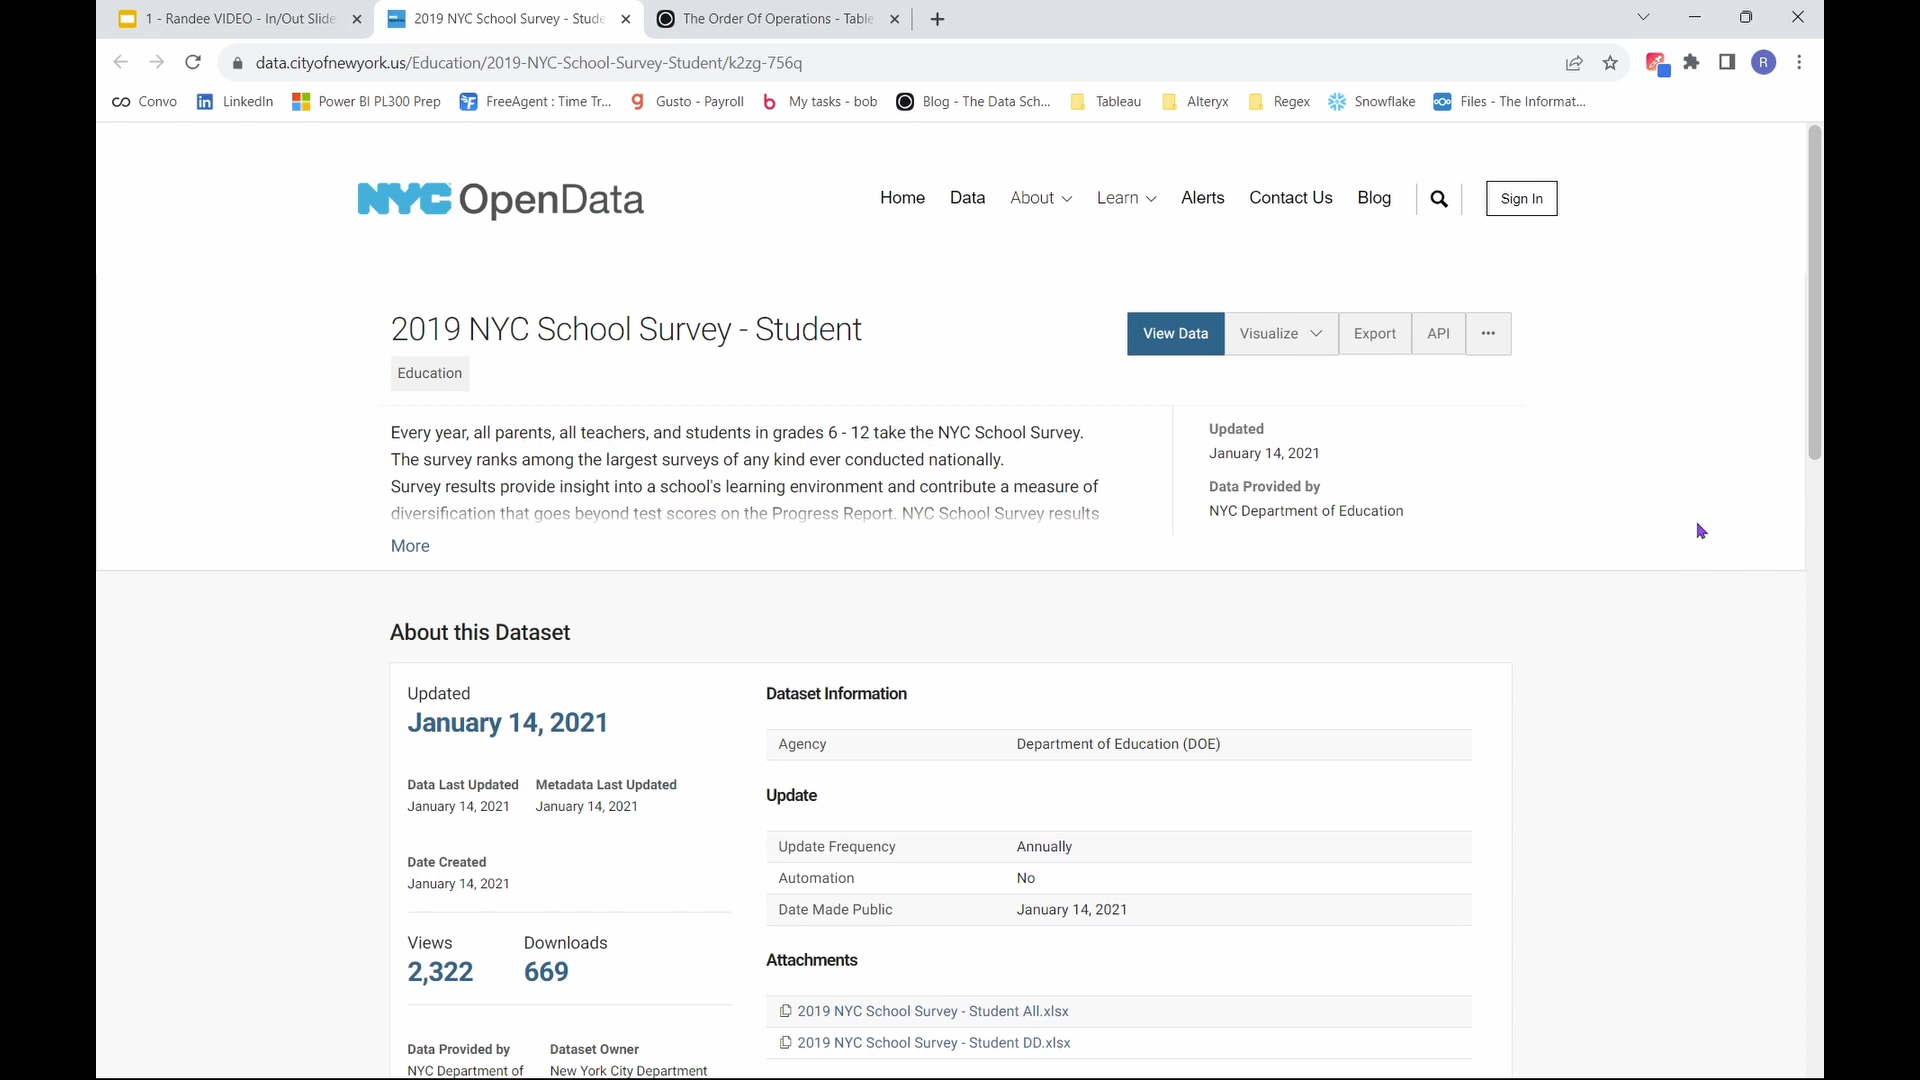 1 - Randee VIDEO - In/Out Slide
2019 NYC School Survey - Stude
The Order Of Operations - Table
data.cityofnewyork.us/Education/2019-NYC-School-Survey-Student/k2zg-756q
R
Convo
LinkedIn
Power BI PL300 Prep
FreeAgent : Time Tr...
Gusto - Payroll
My tasks - bob
Blog - The Data Sch...
Tableau
Alteryx
Regex
Snowflake
Files - The Informat...
NYC OpenData
Home
Data
About
Learn
Alerts
Contact Us
Blog
Sign In
2019 NYC School Survey - Student
View Data
Visualize
Export
API
Education
Every year, all parents, all teachers, and students in grades 6 - 12 take the NYC School Survey.
The survey ranks among the largest surveys of any kind ever conducted nationally.
Survey results provide insight into a school's learning environment and contribute a measure of
diversification that goes beyond test scores on the Progress Report. NYC School Survey results
More
Updated
January 14, 2021
Data Provided by
NYC Department of Education
About this Dataset
Updated
January 14, 2021
Data Last Updated
January 14, 2021
Metadata Last Updated
January 14, 2021
Date Created
January 14, 2021
Views
2,322
Downloads
669
Data Provided by
NYC Department of
Dataset Owner
New York City Department
Dataset Information
Agency
Department of Education (DOE)
Update
Update Frequency
Annually
Automation
No
Date Made Public
January 14, 2021
Attachments
2019 NYC School Survey - Student All.xlsx
2019 NYC School Survey - Student DD.xlsx